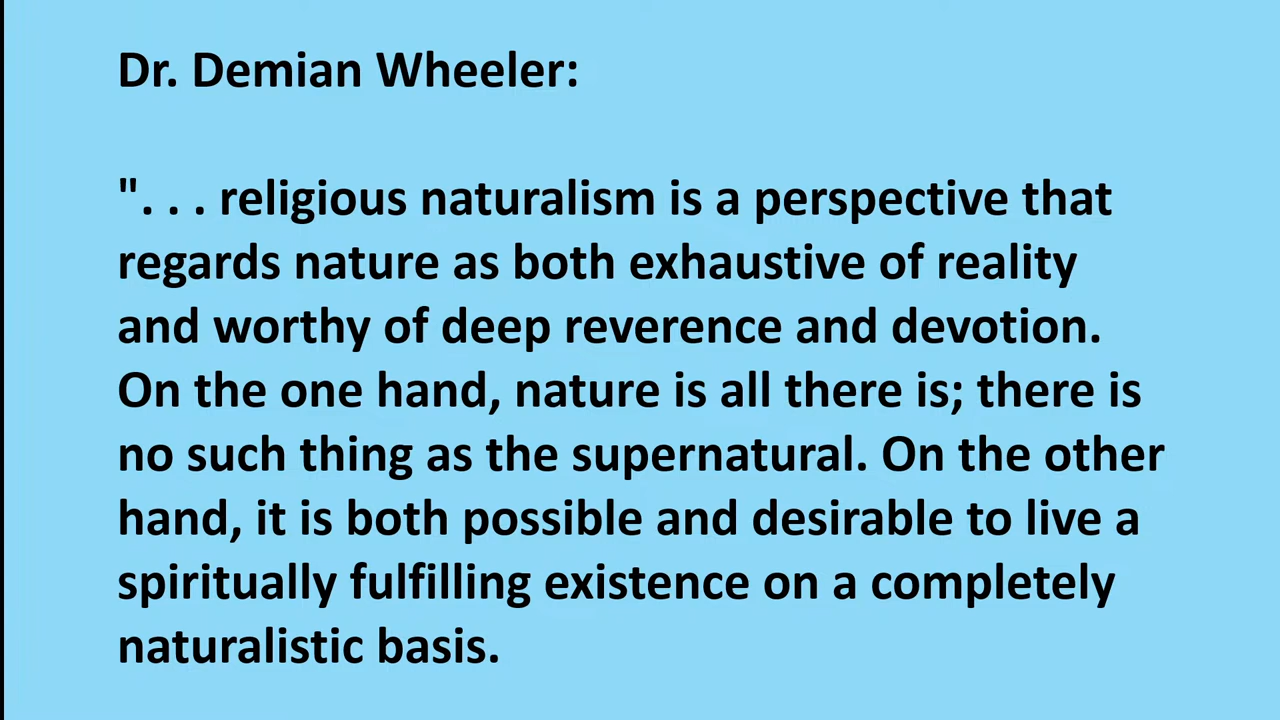 Dr. Demian Wheeler:
". . . religious naturalism is a perspective that
regards nature as both exhaustive of reality
and worthy of deep reverence and devotion.
On the one hand, nature is all there is; there is
no such thing as the supernatural. On the other
hand, it is both possible and desirable to live a
spiritually fulfilling existence on a completely
naturalistic basis.